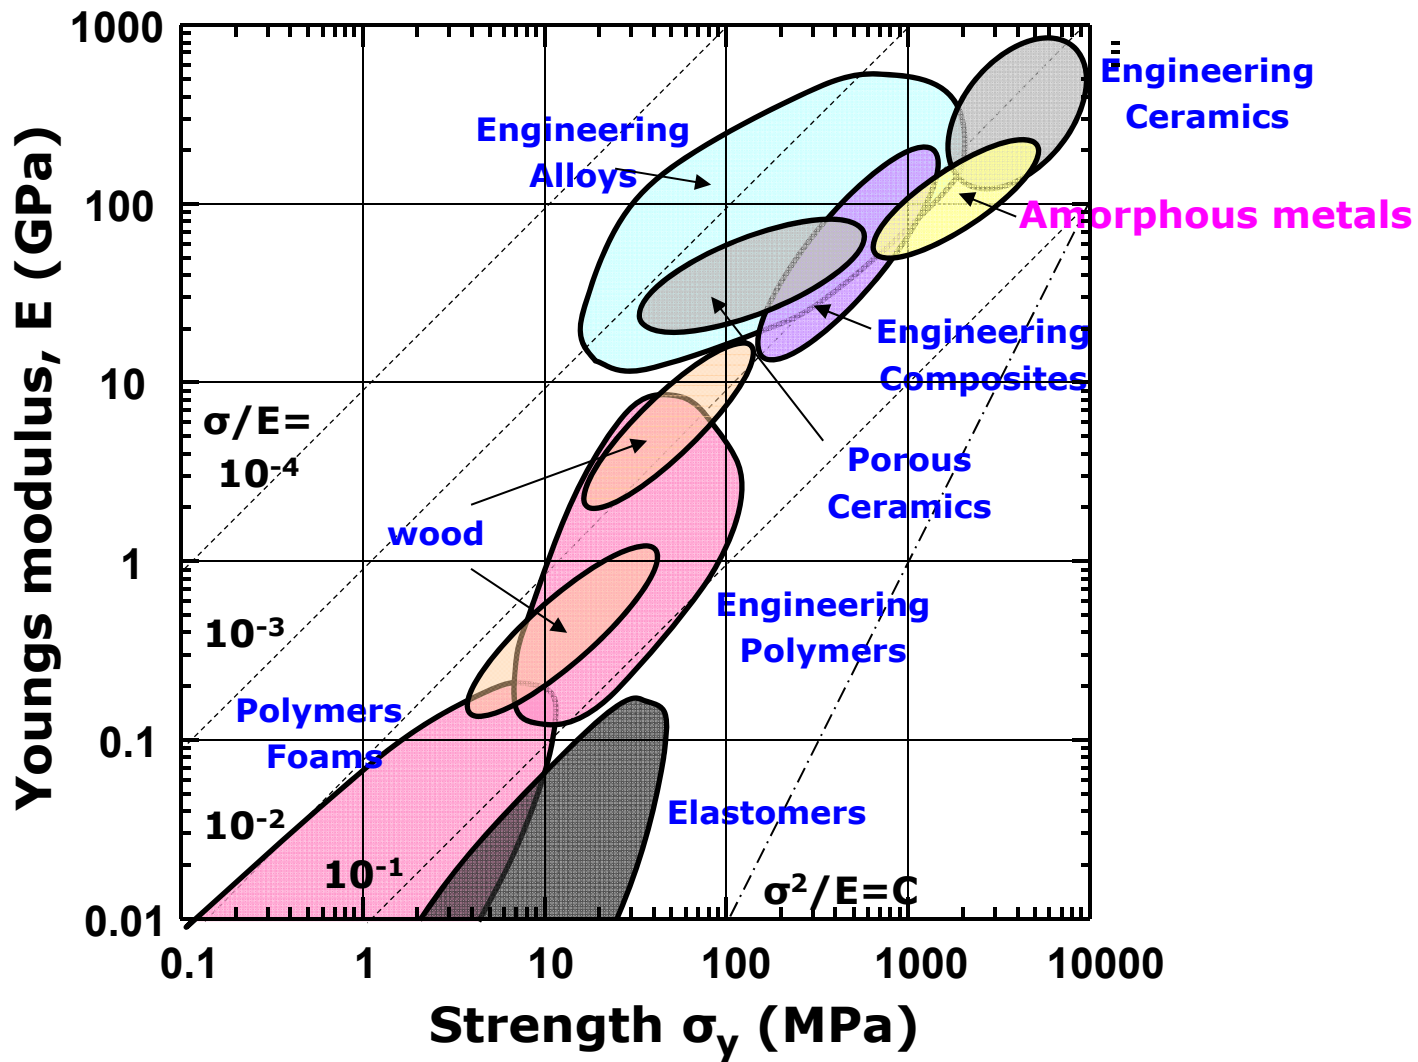 1000
100
10
1
0.1
0.01
Youngs modulus, E (GPa)
Engineering
Alloys
Engineering
Ceramics
Amorphous metals
Engineering
Composites
σ/E=
10⁻⁴
Porous
Ceramics
wood
10⁻³
Engineering
Polymers
Polymers
Foams
10⁻²
10⁻¹
Elastomers
σ²/E=C
0.1
1
10
100
1000
10000
Strength σy (MPa)